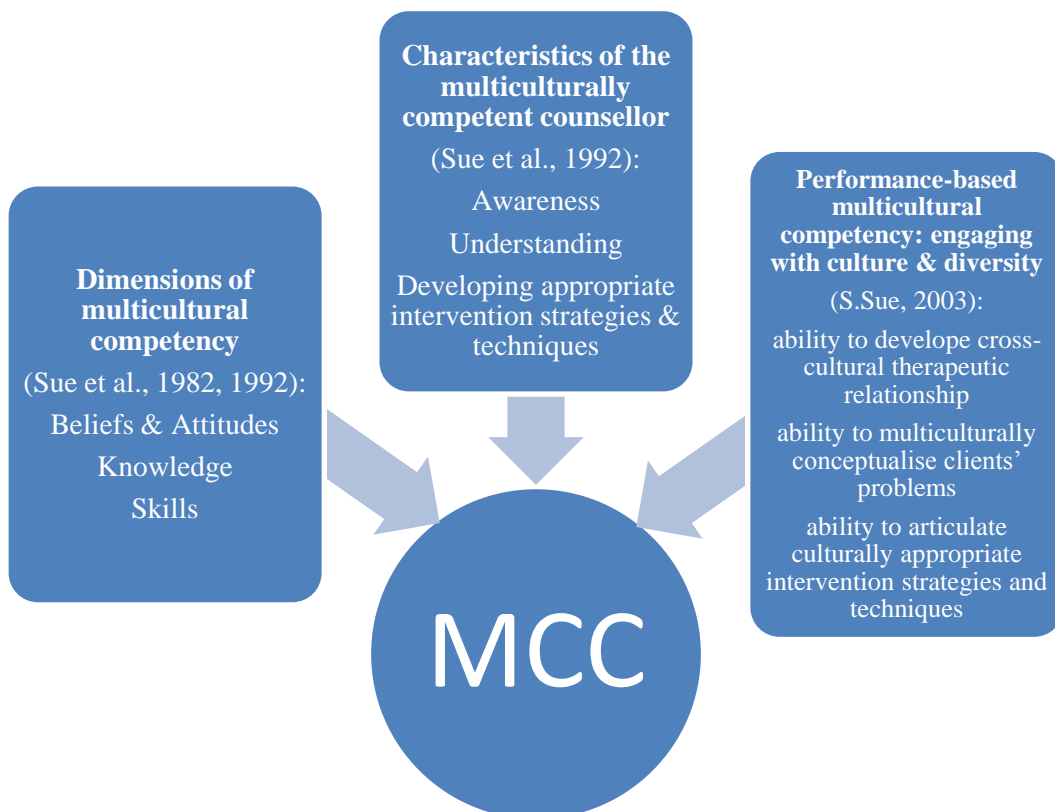 Dimensions of
multicultural
competency
(Sue et al., 1982, 1992):
Beliefs & Attitudes
Knowledge
Skills
Characteristics of the
multiculturally
competent counsellor
(Sue et al., 1992):
Awareness
Understanding
Developing appropriate
intervention strategies &
techniques
Performance-based
multicultural
competency: engaging
with culture & diversity
(S.Sue, 2003):
ability to develope cross-
cultural therapeutic
relationship
ability to multiculturally
conceptualise clients’
problems
ability to articulate
culturally appropriate
intervention strategies and
techniques
MCC